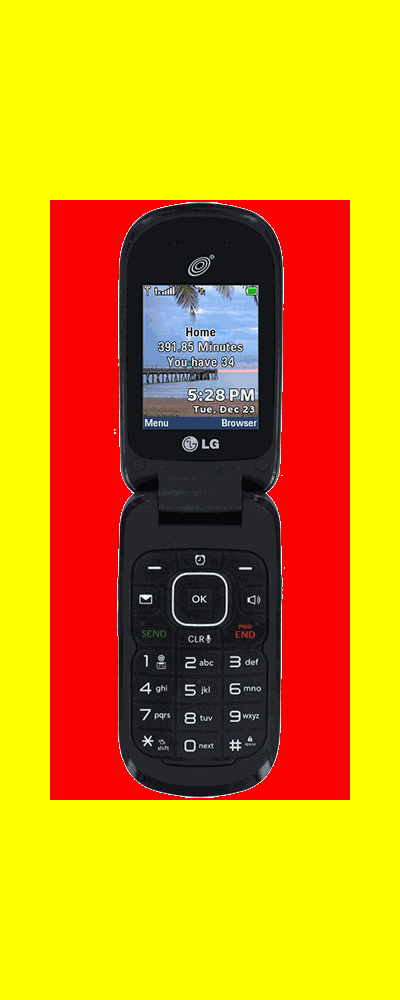 Home
391.85 Minutes
You have 34
5:28 PM
Tue, Dec 23
Menu Browser
LG
OK
SEND CLR PWR END
1 @ 2 abc 3 def
4 ghi 5 jkl 6 mno
7 pqrs 8 tuv 9 wxyz
* shift 0 next # space